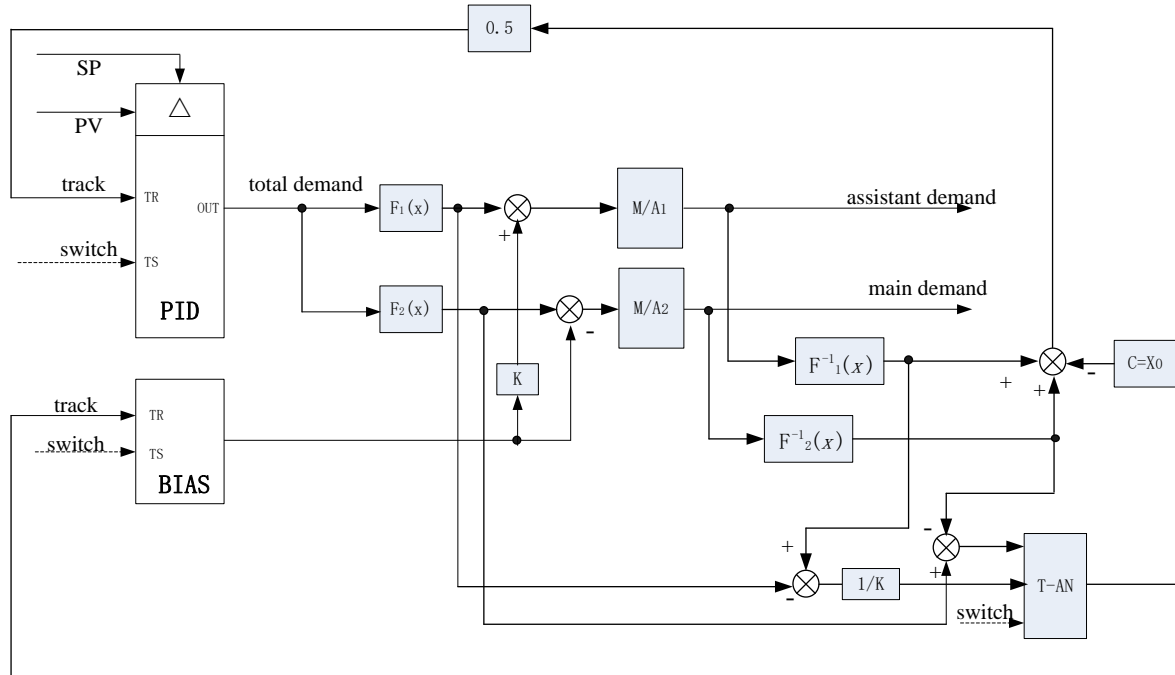 0.5
SP
△
PV
track
TR
OUT
total demand
F₁(x)
+
M/A1
assistant demand
switch
TS
PID
F₂(x)
-
M/A2
main demand
F⁻¹₁(x)
+
+
-
C=X0
K
track
TR
switch
TS
BIAS
F⁻¹₂(x)
+
-
-
1/K
+
T-AN
switch